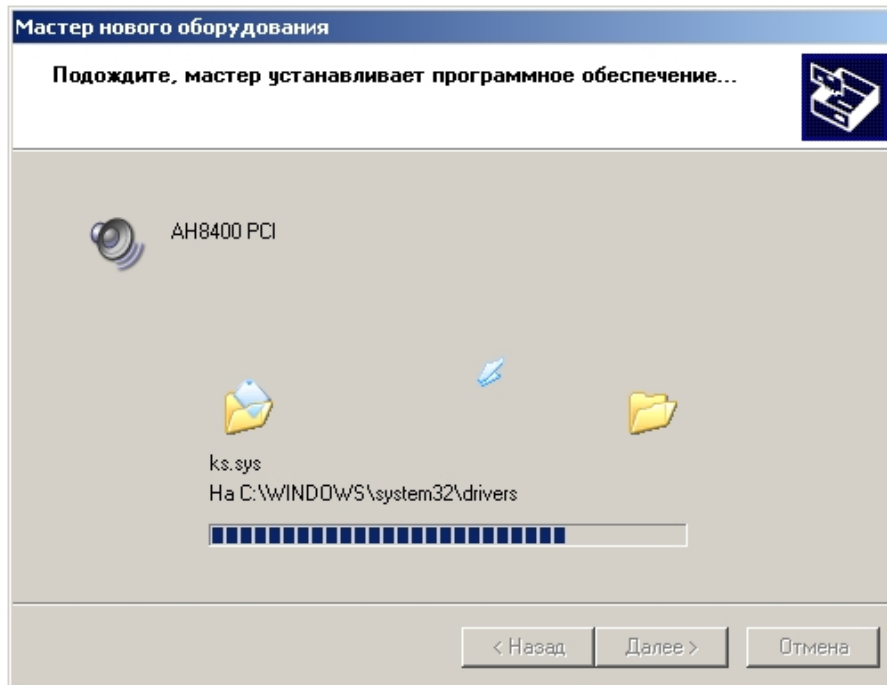 Мастер нового оборудования
Подождите, мастер устанавливает программное обеспечение...
AH8400 PCI
ks.sys
На C:\WINDOWS\system32\drivers
< Назад
Далее >
Отмена